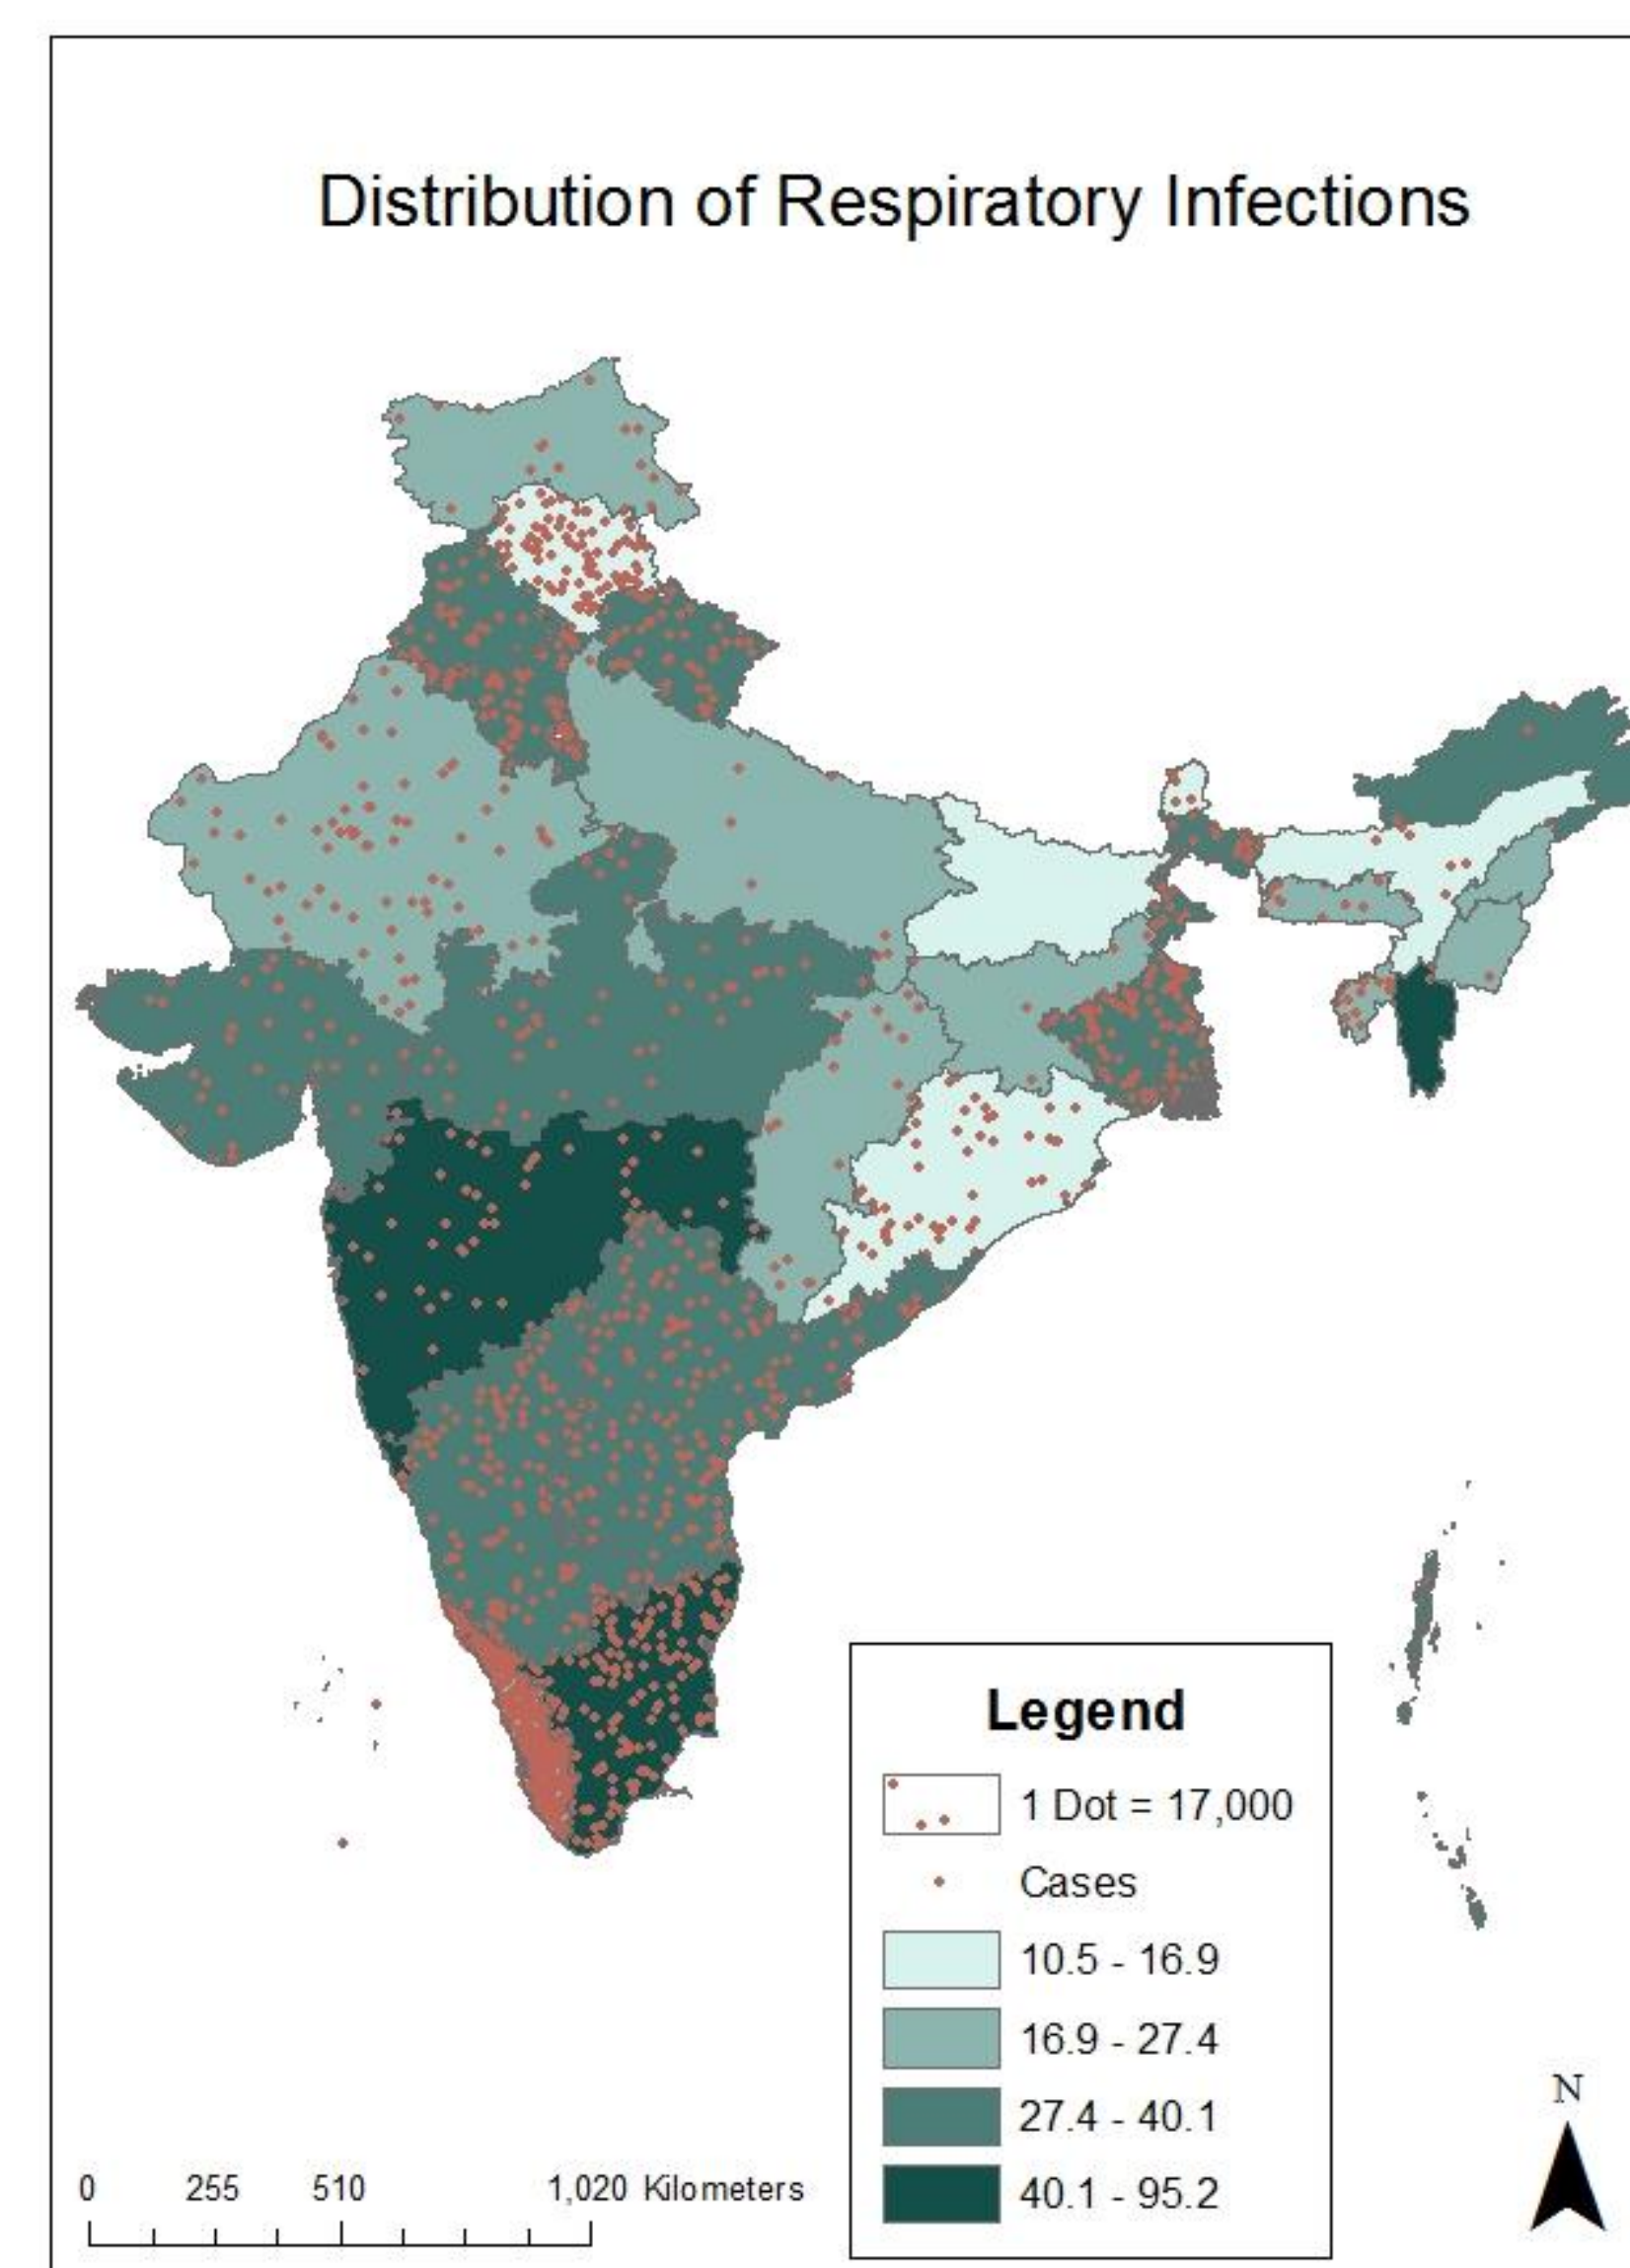 Distribution of Respiratory Infections
Legend
1 Dot = 17,000
Cases
10.5 - 16.9
16.9 - 27.4
27.4 - 40.1
40.1 - 95.2
N
0 255 510 1,020 Kilometers